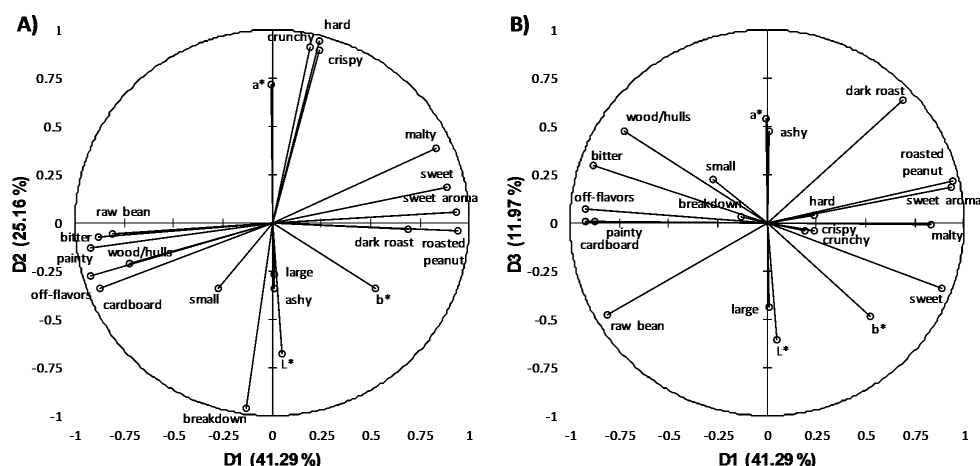 A)
1
0.75
0.5
0.25
0
-0.25
-0.5
-0.75
-1
D2 (25.16 %)
hard
crunchy
crispy
a*
malty
sweet
sweet aroma
raw bean
bitter
painty
wood/hulls
dark roast
roasted
peanut
off-flavors
cardboard
small
large
ashy
b*
L*
breakdown
-1 -0.75 -0.5 -0.25 0 0.25 0.5 0.75 1
D1 (41.29 %)
B)
1
0.75
0.5
0.25
0
-0.25
-0.5
-0.75
-1
D3 (11.97 %)
dark roast
a*
ashy
wood/hulls
bitter
small
roasted
peanut
off-flavors
breakdown
hard
sweet aroma
painty
cardboard
crispy
crunchy
malty
sweet
large
raw bean
b*
L*
-1 -0.75 -0.5 -0.25 0 0.25 0.5 0.75 1
D1 (41.29 %)